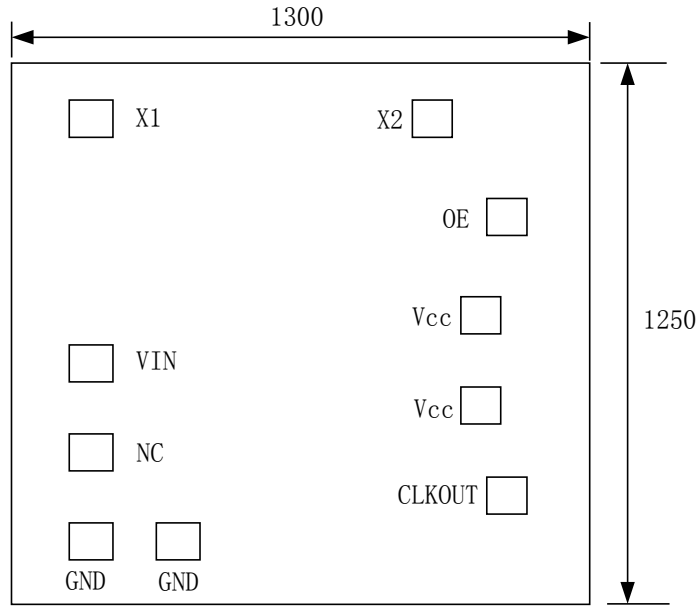 1300
X1
X2
OE
Vcc
1250
VIN
Vcc
NC
CLKOUT
GND
GND